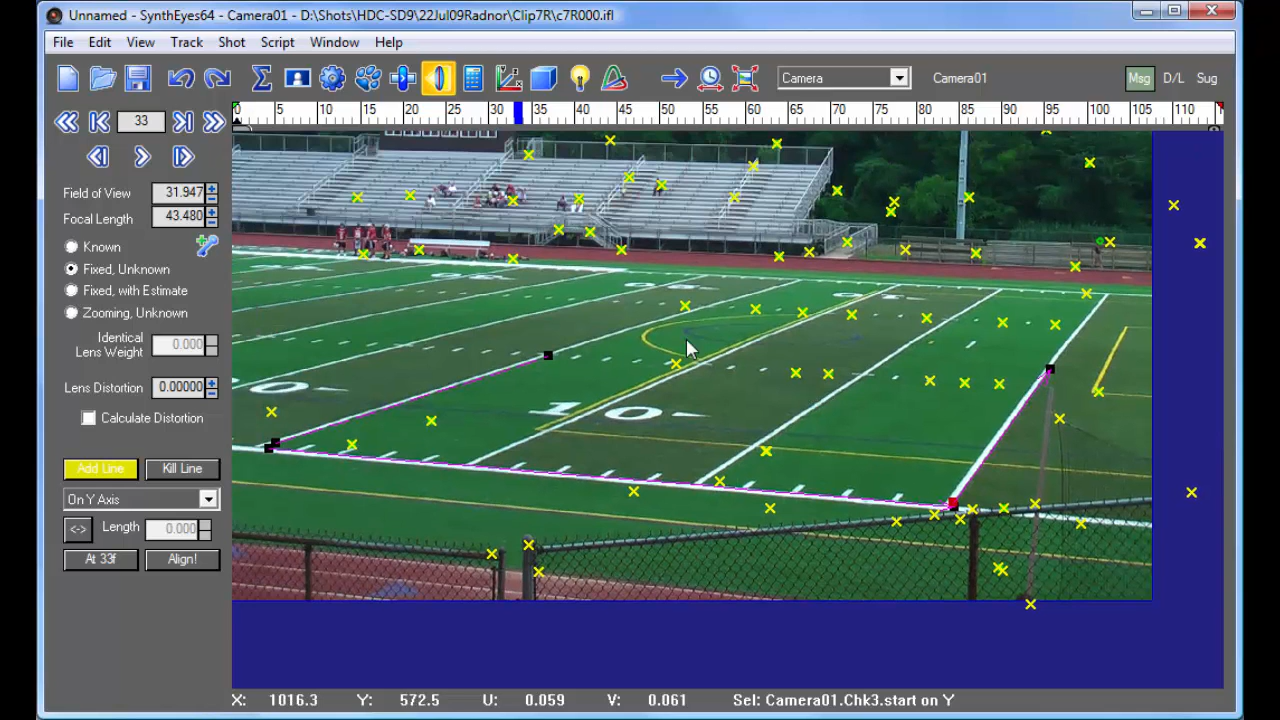 Unnamed - SynthEyes64 - Camera01 - D:\Shots\HDC-SD9\22Jul09Radnor\Clip7R\c7R000.ifl
File Edit View Track Shot Script Window Help
Camera Camera01 Msg D/L Sug
0 5 10 15 20 25 30 35 40 45 50 55 60 65 70 75 80 85 90 95 100 105 110
33
Field of View 31.947
Focal Length 43.480
Known
Fixed, Unknown
Fixed, with Estimate
Zooming, Unknown
Identical
Lens Weight 0.000
Lens Distortion 0.00000
Calculate Distortion
Add Line Kill Line
On Y Axis
<-> Length 0.000
At 33f Align!
10
X: 1016.3 Y: 572.5 U: 0.059 V: 0.061 Sel: Camera01.Chk3.start on Y